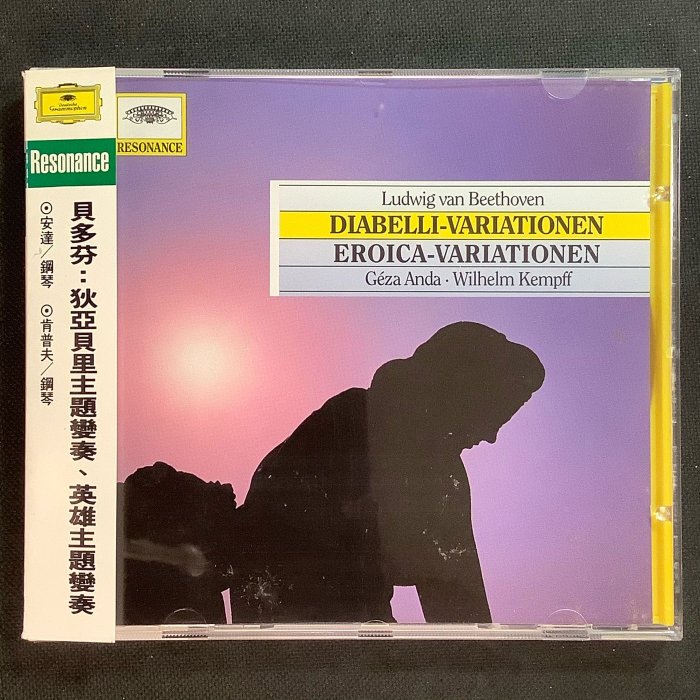 Deutsche
Grammophon
Resonance
貝多芬:狄亞貝里主題變奏、英雄主題變奏
⊙安達／鋼琴 ⊙肯普夫／鋼琴
RESONANCE
Ludwig van Beethoven
DIABELLI-VARIATIONEN
EROICA-VARIATIONEN
Géza Anda · Wilhelm Kempff